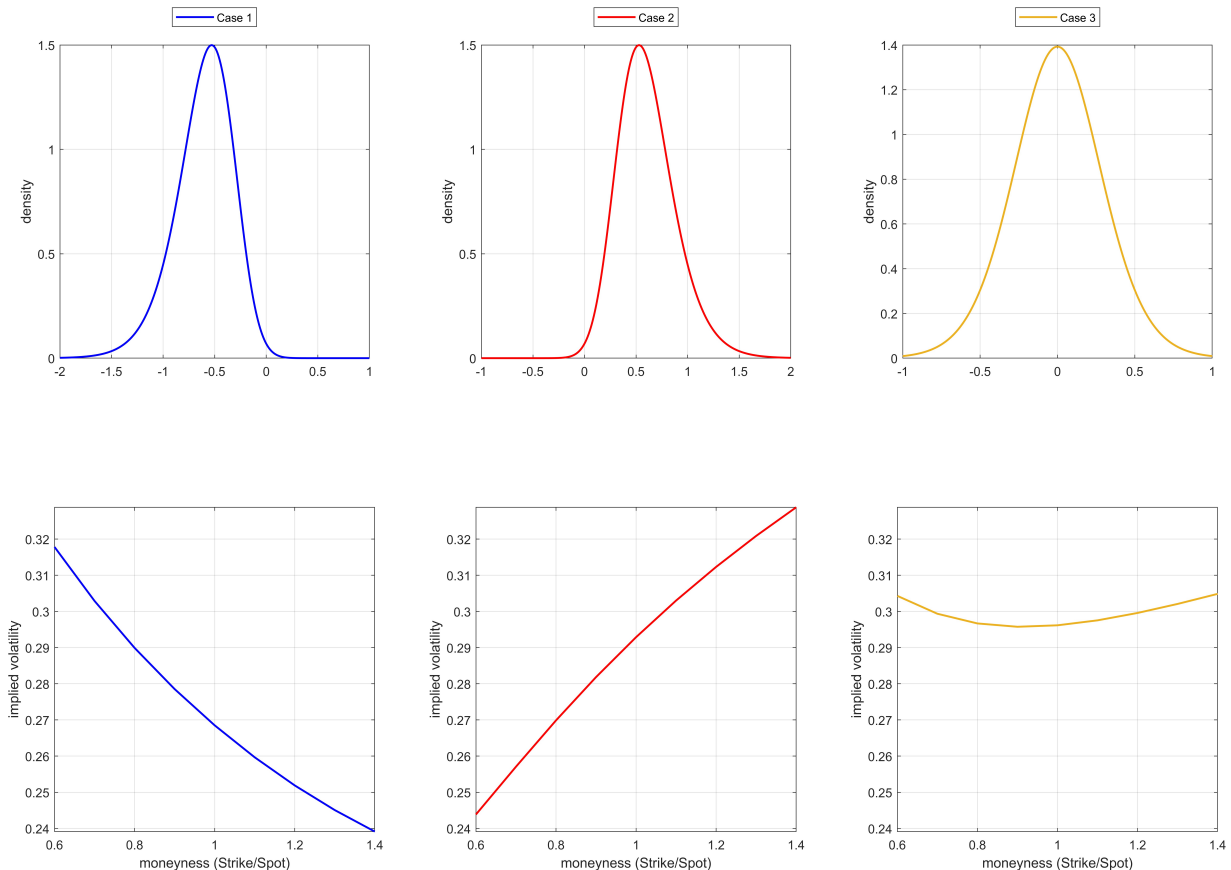 Case 1
1.5
1
0.5
0
density
-2 -1.5 -1 -0.5 0 0.5 1
Case 2
1.5
1
0.5
0
density
-1 -0.5 0 0.5 1 1.5 2
Case 3
1.4
1.2
1
0.8
0.6
0.4
0.2
0
density
-1 -0.5 0 0.5 1
0.32
0.31
0.3
0.29
0.28
0.27
0.26
0.25
0.24
implied volatility
0.6 0.8 1 1.2 1.4
moneyness (Strike/Spot)
0.32
0.31
0.3
0.29
0.28
0.27
0.26
0.25
0.24
implied volatility
0.6 0.8 1 1.2 1.4
moneyness (Strike/Spot)
0.32
0.31
0.3
0.29
0.28
0.27
0.26
0.25
0.24
implied volatility
0.6 0.8 1 1.2 1.4
moneyness (Strike/Spot)